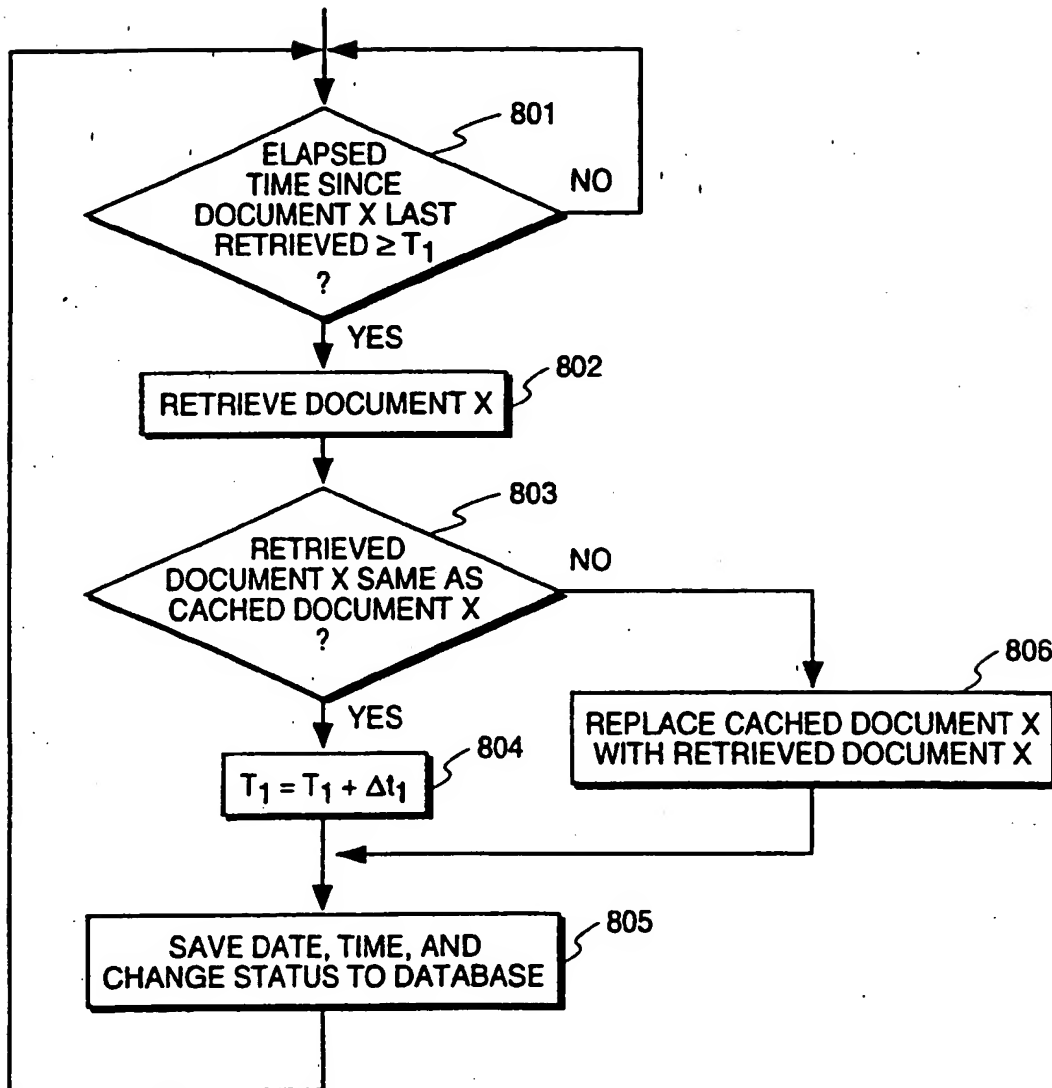 801
ELAPSED
TIME SINCE
DOCUMENT X LAST
RETRIEVED ≥ T1
?
NO
YES
802
RETRIEVE DOCUMENT X
803
RETRIEVED
DOCUMENT X SAME AS
CACHED DOCUMENT X
?
NO
YES
806
REPLACE CACHED DOCUMENT X
WITH RETRIEVED DOCUMENT X
804
T1 = T1 + Δt1
805
SAVE DATE, TIME, AND
CHANGE STATUS TO DATABASE